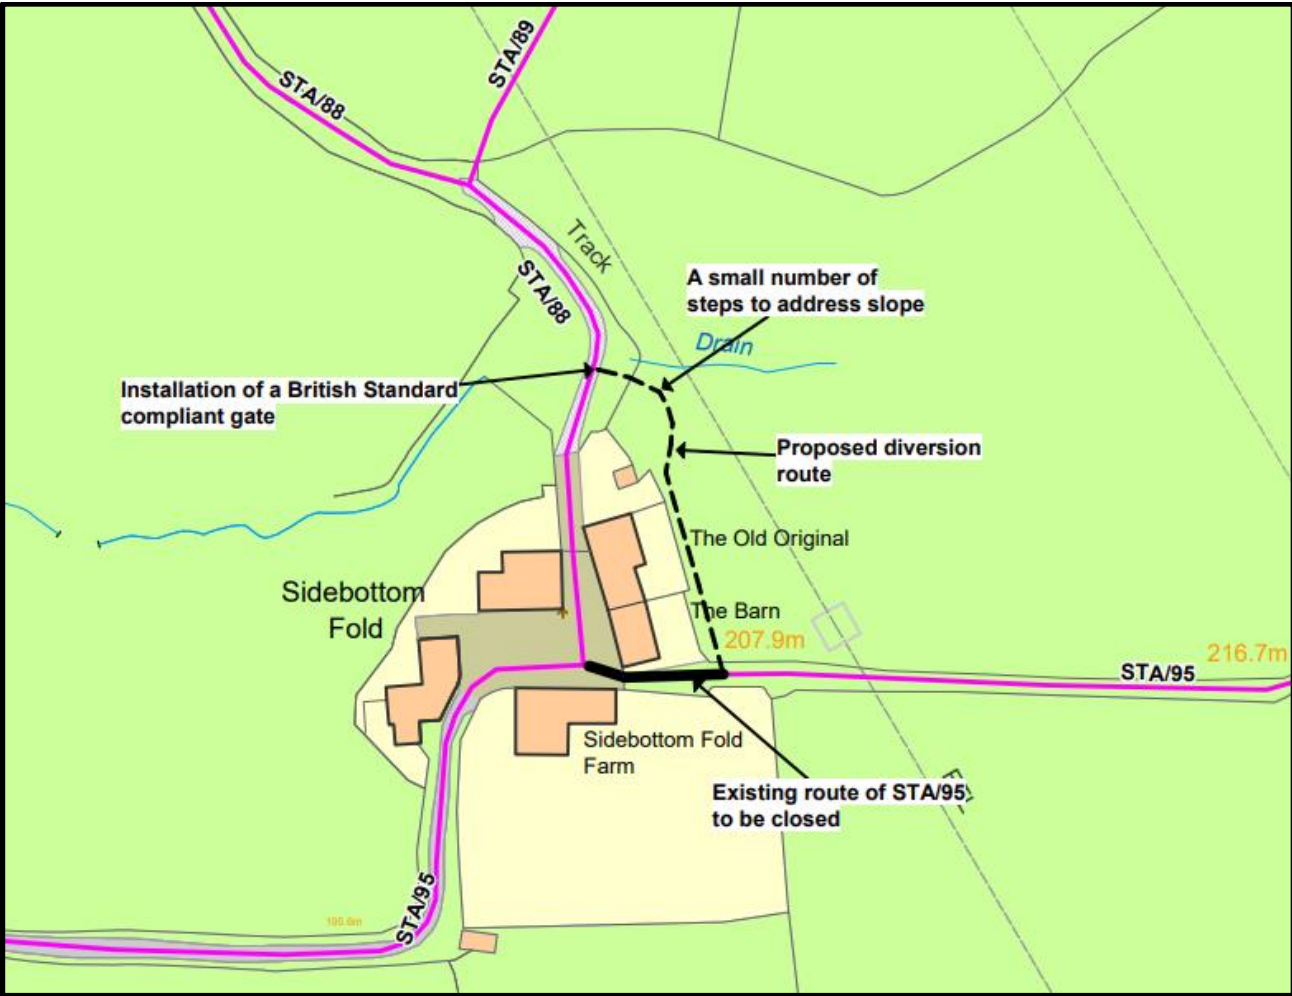 STA/89
STA/88
Track
STA/88
A small number of
steps to address slope
Drain
Installation of a British Standard
compliant gate
Proposed diversion
route
The Old Original
Sidebottom
Fold
The Barn
207.9m
216.7m
STA/95
Sidebottom Fold
Farm
Existing route of STA/95
to be closed
STA/95
195.6m